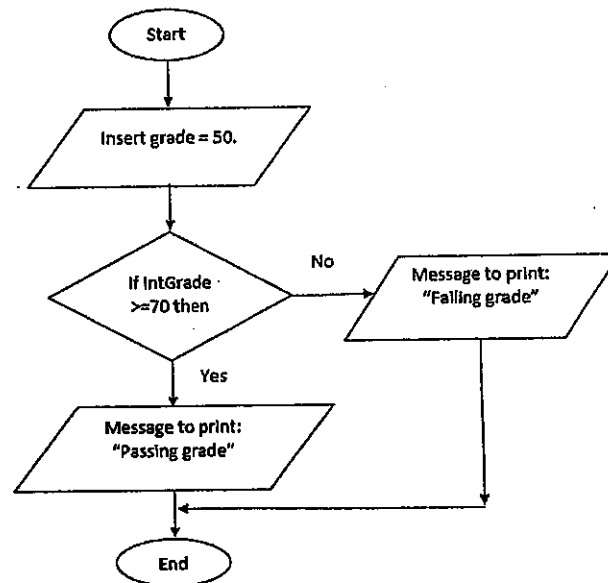 Start
Insert grade = 50.
If IntGrade
>=70 then
No
Message to print:
"Failing grade"
Yes
Message to print:
"Passing grade"
End